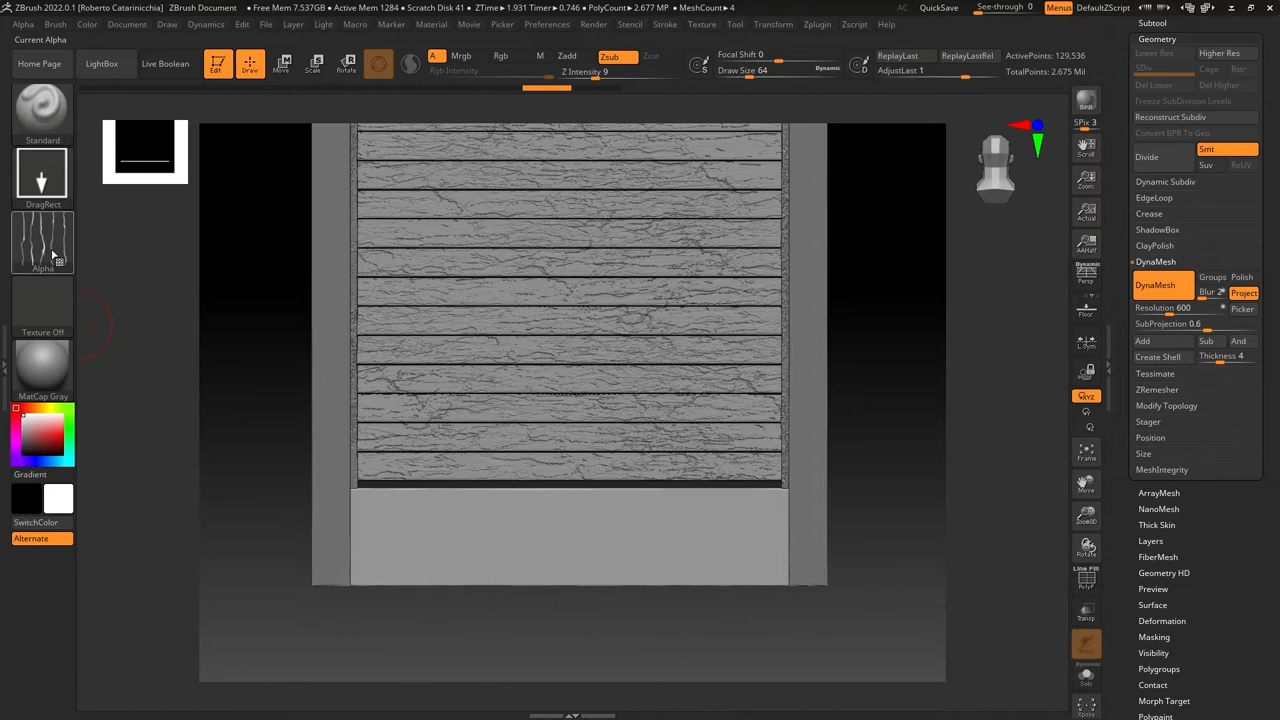 ZBrush 2022.0.1 [Roberto Catarinicchia] ZBrush Document • Free Mem 7.537GB • Active Mem 1284 • Scratch Disk 41 • ZTime 1.931 Timer 0.746 • PolyCount 2.677 MP • MeshCount 4 AC QuickSave See-through 0 Menus DefaultZScript
Alpha Brush Color Document Draw Dynamics Edit File Layer Light Macro Marker Material Movie Picker Preferences Render Stencil Stroke Texture Tool Transform Zplugin Zscript Help
Current Alpha
Home Page LightBox Live Boolean
Edit Draw Move Scale Rotate
A Mrgb Rgb M Zadd Zsub Zcut
Rgb Intensity Z Intensity 9
Focal Shift 0
Draw Size 64 Dynamic
S D
ReplayLast ReplayLastRel
AdjustLast 1
ActivePoints: 129,536
TotalPoints: 2.675 Mil
Standard
DragRect
Alpha
Texture Off
MatCap Gray
Gradient
SwitchColor
Alternate
BPR
SPix 3
Scroll
Zoom
Actual
AAHalf
Dynamic
Persp
Floor
L.Sym
XYZ
Frame
Move
Zoom3D
Rotate
Line Fill
PolyF
Transp
Dynamic
Solo
Xpose
Subtool
Geometry
Lower Res Higher Res
SDiv Cage Rstr
Del Lower Del Higher
Freeze SubDivision Levels
Reconstruct Subdiv
Convert BPR To Geo
Divide Smt
Suv ReUV
Dynamic Subdiv
EdgeLoop
Crease
ShadowBox
ClayPolish
DynaMesh
DynaMesh Groups Polish
Blur 2 Project
Resolution 600 Picker
SubProjection 0.6
Add Sub And
Create Shell Thickness 4
Tessimate
ZRemesher
Modify Topology
Stager
Position
Size
MeshIntegrity
ArrayMesh
NanoMesh
Thick Skin
Layers
FiberMesh
Geometry HD
Preview
Surface
Deformation
Masking
Visibility
Polygroups
Contact
Morph Target
Polypaint